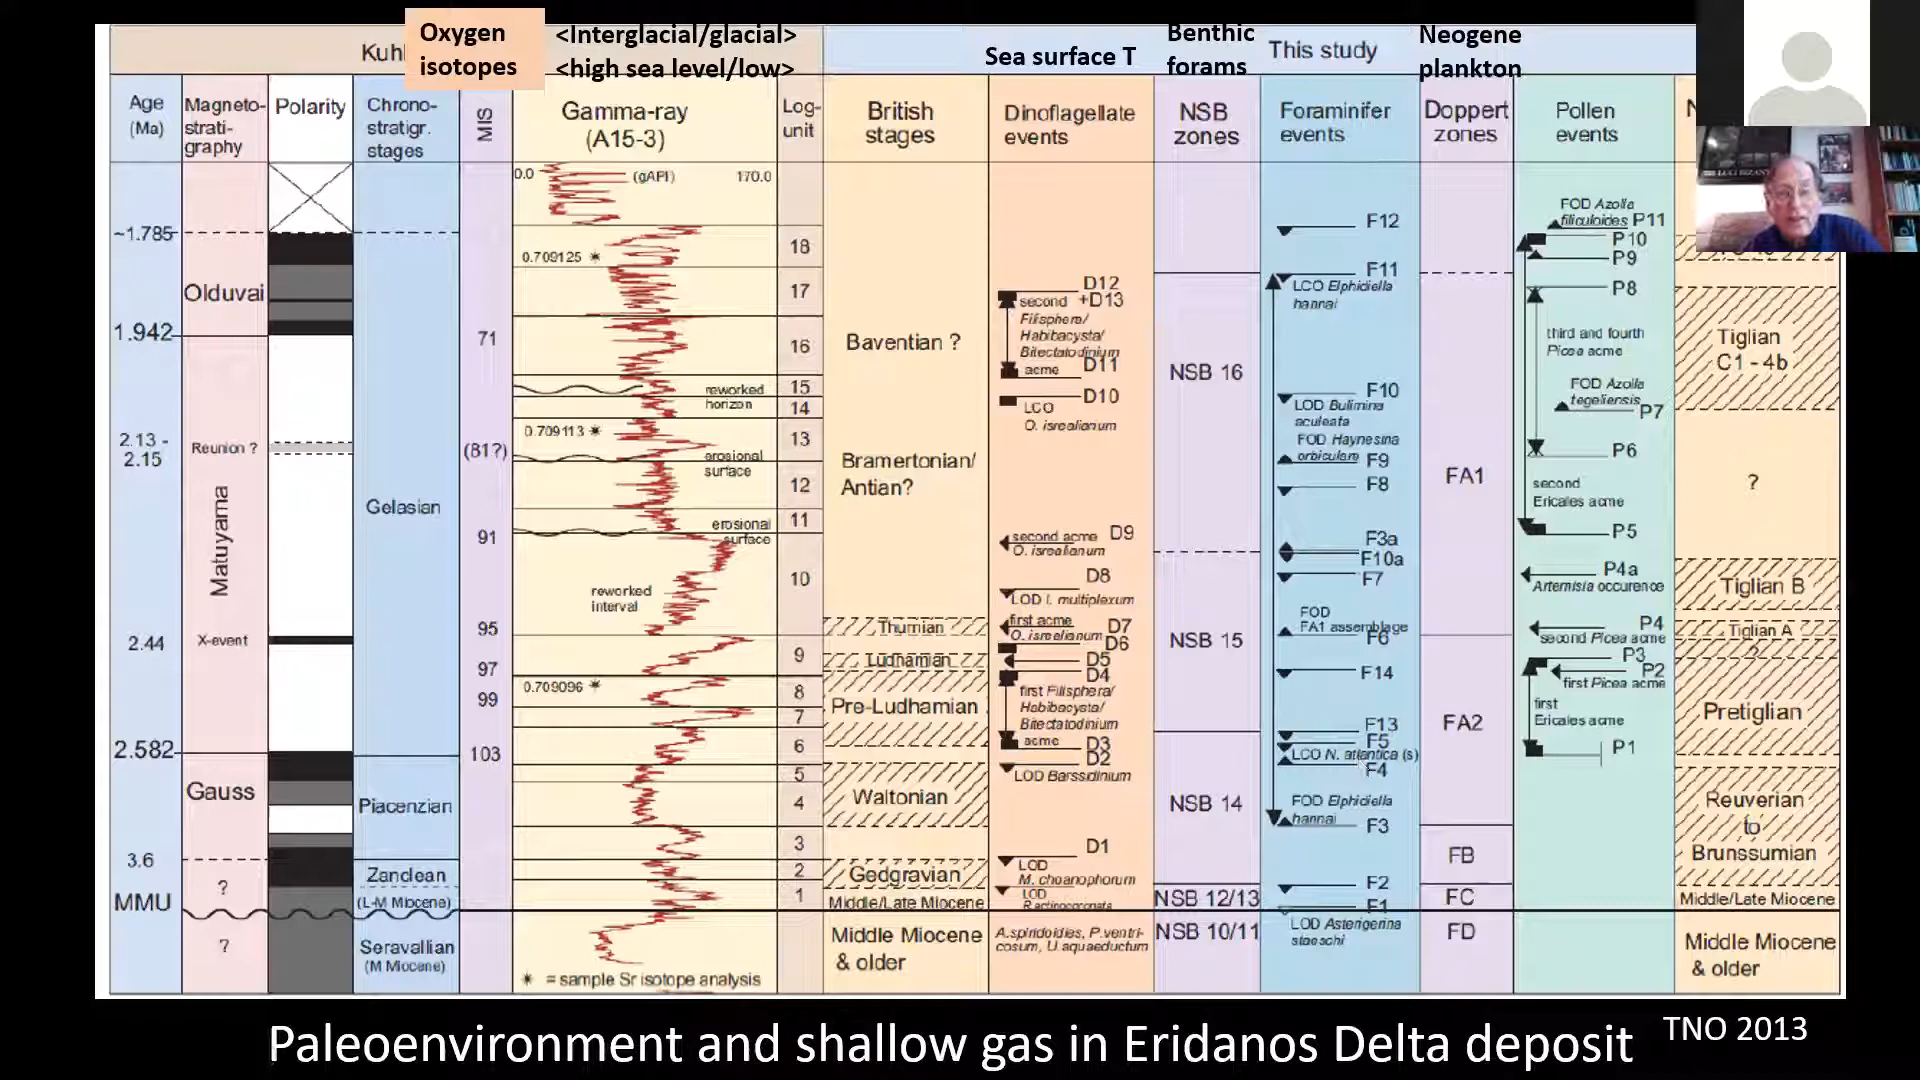 Oxygen
isotopes
<Interglacial/glacial>
<high sea level/low>
Sea surface T
Benthic
forams
This study
Neogene
plankton
Age
(Ma)
Magneto-
strati-
graphy
Polarity
Chrono-
stratigr.
stages
MIS
Gamma-ray
(A15-3)
Log-
unit
British
stages
Dinoflagellate
events
NSB
zones
Foraminifer
events
Doppert
zones
Pollen
events
~1.785
1.942
2.13 -
2.15
2.44
2.582
3.6
MMU
Olduvai
Reunion ?
Matuyama
X-event
Gauss
?
?
Gelasian
Piacenzian
Zanclean
(L-M Miocene)
Seravallian
(M Miocene)
71
(81?)
91
95
97
99
103
0.0
(gAPI)
170.0
0.709125 *
reworked
horizon
0.709113 *
erosional
surface
erosional
surface
reworked
interval
0.709096 *
* = sample Sr isotope analysis
18
17
16
15
14
13
12
11
10
9
8
7
6
5
4
3
2
1
Baventian ?
Bramertonian/
Antian?
Thurnian
Ludhamian
Pre-Ludhamian
Waltonian
Gedgravian
Middle/Late Miocene
Middle Miocene
& older
D12
second +D13
Filisphera/
Habibacysta/
Bitectatodinium
acme D11
D10
LCO
O. isrealianum
second acme D9
O. isrealianum
D8
LOD I. multiplexum
first acme D7
O. isrealianum D6
D5
D4
first Filisphera/
Habibacysta/
Bitectatodinium
acme D3
D2
LOD Barssidinium
D1
LOD
M. choanophorum
LOD
A.spiridoides, P.ventri-
cosum, U.aquaeductum
NSB 16
NSB 15
NSB 14
NSB 12/13
NSB 10/11
F12
F11
LCO Elphidiella
hannai
F10
LOD Bulimina
aculeata
FOD Haynesina
orbiculare F9
F8
F3a
F10a
F7
FOD
FA1 assemblage
F6
F14
F13
F5
LCO N. atlantica (s)
F4
FOD Elphidiella
hannai
F3
F2
F1
LOD Asterigerina
staeschi
FA1
FA2
FB
FC
FD
FOD Azolla
filiculoides P11
P10
P9
P8
third and fourth
Picea acme
FOD Azolla
tegeliensis
P7
P6
second
Ericales acme
P5
P4a
Artemisia occurence
P4
second Picea acme
P3
P2
first Picea acme
first
Ericales acme
P1
Tiglian
C1 - 4b
?
Tiglian B
Tiglian A
?
Pretiglian
Reuverian
to
Brunssumian
Middle/Late Miocene
Middle Miocene
& older
Paleoenvironment and shallow gas in Eridanos Delta deposit
TNO 2013